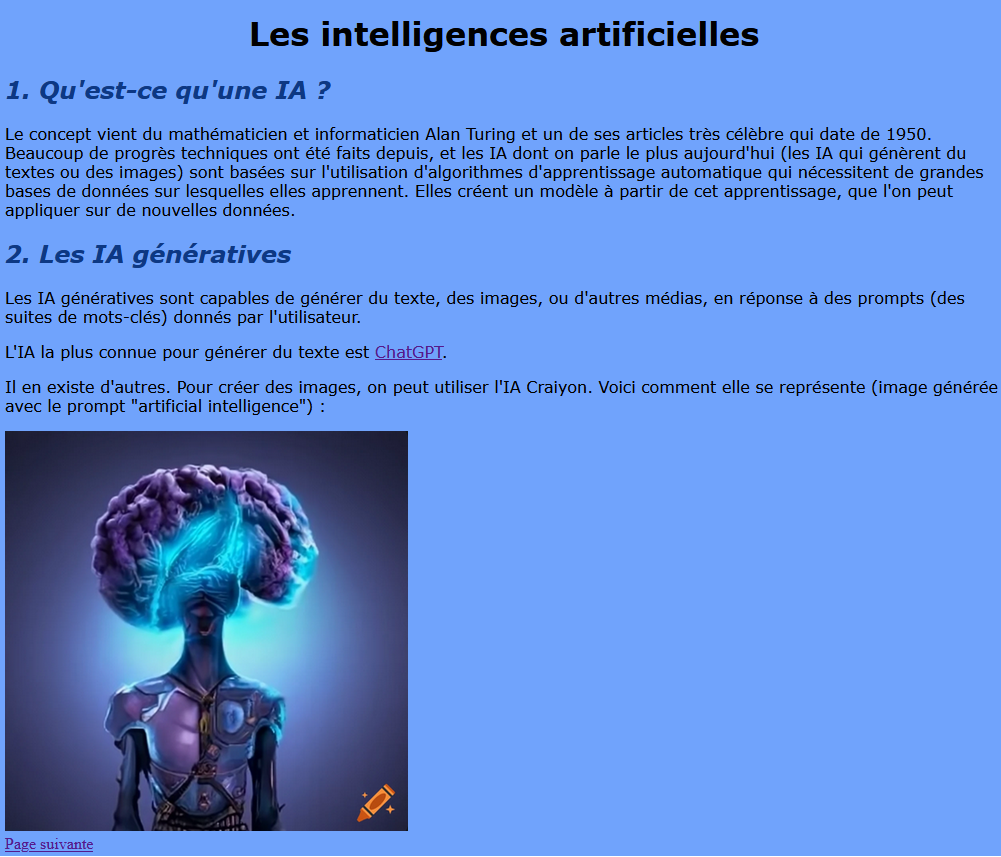 Les intelligences artificielles
1. Qu'est-ce qu'une IA ?
Le concept vient du mathématicien et informaticien Alan Turing et un de ses articles très célèbre qui date de 1950.
Beaucoup de progrès techniques ont été faits depuis, et les IA dont on parle le plus aujourd'hui (les IA qui génèrent du
textes ou des images) sont basées sur l'utilisation d'algorithmes d'apprentissage automatique qui nécessitent de grandes
bases de données sur lesquelles elles apprennent. Elles créent un modèle à partir de cet apprentissage, que l'on peut
appliquer sur de nouvelles données.
2. Les IA génératives
Les IA génératives sont capables de générer du texte, des images, ou d'autres médias, en réponse à des prompts (des
suites de mots-clés) donnés par l'utilisateur.
L'IA la plus connue pour générer du texte est ChatGPT.
Il en existe d'autres. Pour créer des images, on peut utiliser l'IA Craiyon. Voici comment elle se représente (image générée
avec le prompt "artificial intelligence") :
Page suivante